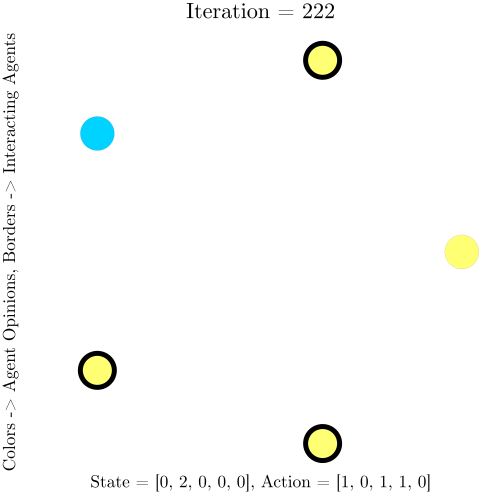 Iteration = 222
Colors -> Agent Opinions, Borders -> Interacting Agents
State = [0, 2, 0, 0, 0], Action = [1, 0, 1, 1, 0]